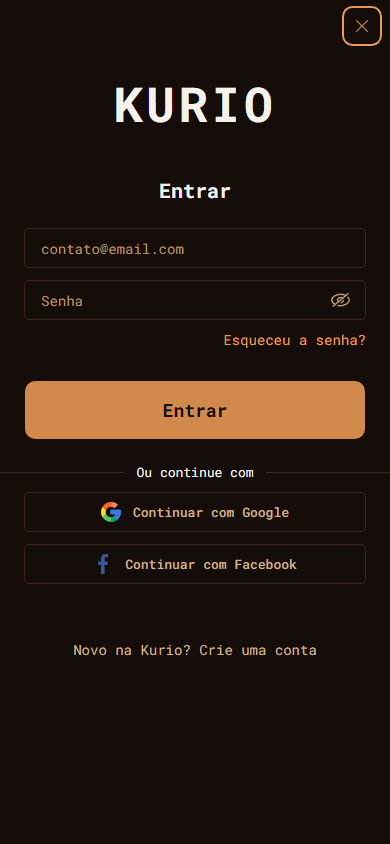 KURIO
Entrar
contato@email.com
Senha
Esqueceu a senha?
Entrar
Ou continue com
Continuar com Google
Continuar com Facebook
Novo na Kurio? Crie uma conta